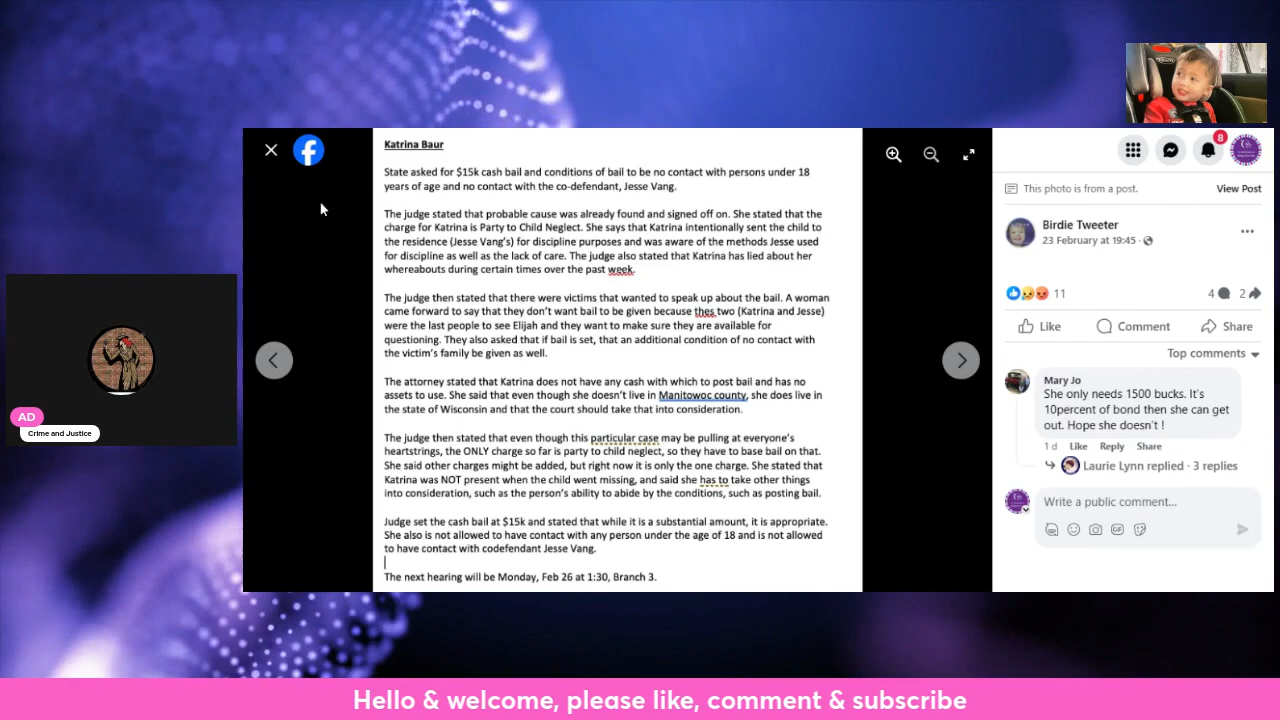 Katrina Baur
State asked for $15k cash bail and conditions of bail to be no contact with persons under 18
years of age and no contact with the co-defendant, Jesse Vang.
The judge stated that probable cause was already found and signed off on. She stated that the
charge for Katrina is Party to Child Neglect. She says that Katrina intentionally sent the child to
the residence (Jesse Vang's) for discipline purposes and was aware of the methods Jesse used
for discipline as well as the lack of care. The judge also stated that Katrina has lied about her
whereabouts during certain times over the past week.
The judge then stated that there were victims that wanted to speak up about the bail. A woman
came forward to say that they don't want bail to be given because thes two (Katrina and Jesse)
were the last people to see Elijah and they want to make sure they are available for
questioning. They also asked that if bail is set, that an additional condition of no contact with
the victim's family be given as well.
The attorney stated that Katrina does not have any cash with which to post bail and has no
assets to use. She said that even though she doesn't live in Manitowoc county, she does live in
the state of Wisconsin and that the court should take that into consideration.
The judge then stated that even though this particular case may be pulling at everyone's
heartstrings, the ONLY charge so far is party to child neglect, so they have to base bail on that.
She said other charges might be added, but right now it is only the one charge. She stated that
Katrina was NOT present when the child went missing, and said she has to take other things
into consideration, such as the person's ability to abide by the conditions, such as posting bail.
Judge set the cash bail at $15k and stated that while it is a substantial amount, it is appropriate.
She also is not allowed to have contact with any person under the age of 18 and is not allowed
to have contact with codefendant Jesse Vang.
The next hearing will be Monday, Feb 26 at 1:30, Branch 3.
8
This photo is from a post.
View Post
Birdie Tweeter
23 February at 19:45 ·
11
4
2
Like
Comment
Share
Top comments
Mary Jo
She only needs 1500 bucks. It's
10percent of bond then she can get
out. Hope she doesn't !
1 d Like Reply Share
Laurie Lynn replied · 3 replies
Write a public comment...
GIF
AD
Crime and Justice
Hello & welcome, please like, comment & subscribe